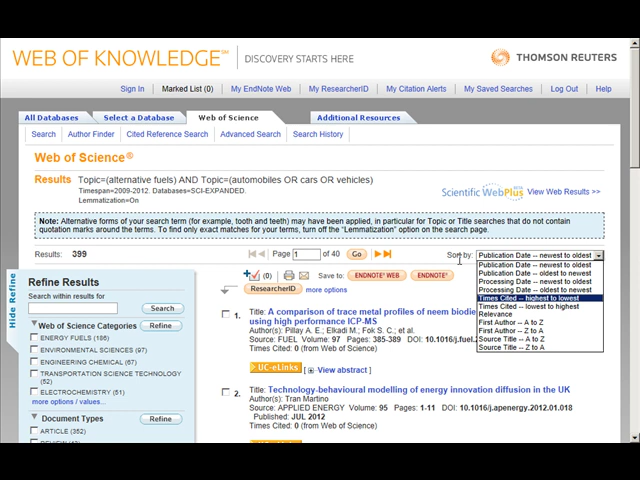 WEB OF KNOWLEDGE℠ DISCOVERY STARTS HERE
THOMSON REUTERS
Sign In Marked List (0) My EndNote Web My ResearcherID My Citation Alerts My Saved Searches Log Out Help
All Databases Select a Database Web of Science Additional Resources
Search Author Finder Cited Reference Search Advanced Search Search History
Web of Science®
Results Topic=(alternative fuels) AND Topic=(automobiles OR cars OR vehicles)
Timespan=2009-2012. Databases=SCI-EXPANDED.
Lemmatization=On
Scientific WebPlus View Web Results >>
Note: Alternative forms of your search term (for example, tooth and teeth) may have been applied, in particular for Topic or Title searches that do not contain
quotation marks around the terms. To find only exact matches for your terms, turn off the "Lemmatization" option on the search page.
Results: 399 Page 1 of 40 Go Sort by: Publication Date -- newest to oldest
Publication Date -- newest to oldest
Publication Date -- oldest to newest
Processing Date -- newest to oldest
Processing Date -- oldest to newest
Times Cited -- highest to lowest
Times Cited -- lowest to highest
Relevance
First Author -- A to Z
First Author -- Z to A
Source Title -- A to Z
Source Title -- Z to A
Hide Refine
Refine Results
Search within results for
Search
Web of Science Categories Refine
ENERGY FUELS (186)
ENVIRONMENTAL SCIENCES (97)
ENGINEERING CHEMICAL (67)
TRANSPORTATION SCIENCE TECHNOLOGY
(52)
ELECTROCHEMISTRY (51)
more options / values...
Document Types Refine
ARTICLE (352)
(0) Save to: ENDNOTE WEB ENDNOTE
ResearcherID more options
1. Title: A comparison of trace metal profiles of neem biodie
using high performance ICP-MS
Author(s): Pillay A. E.; Elkadi M.; Fok S. C.; et al.
Source: FUEL Volume: 97 Pages: 385-389 DOI: 10.1016/j.fuel.
Times Cited: 0 (from Web of Science)
UC-eLinks [ View abstract ]
2. Title: Technology-behavioural modelling of energy innovation diffusion in the UK
Author(s): Tran Martino
Source: APPLIED ENERGY Volume: 95 Pages: 1-11 DOI: 10.1016/j.apenergy.2012.01.018
Published: JUL 2012
Times Cited: 0 (from Web of Science)